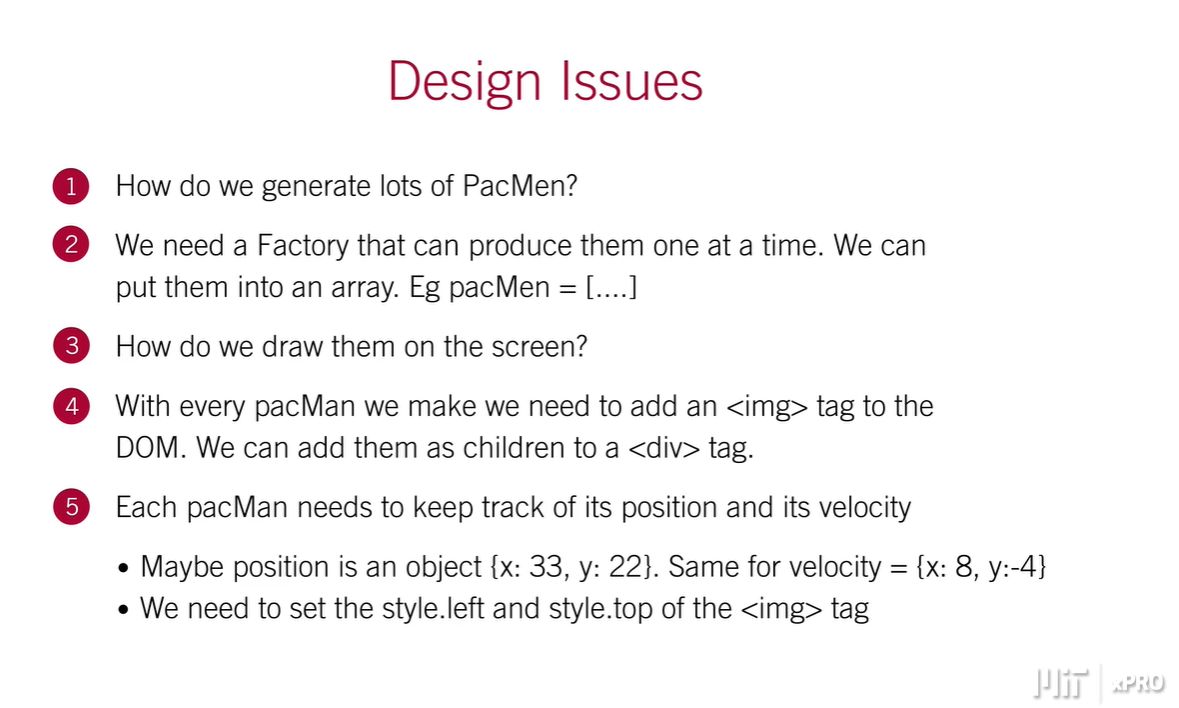 Design Issues
1 How do we generate lots of PacMen?
2 We need a Factory that can produce them one at a time. We can
put them into an array. Eg pacMen = [....]
3 How do we draw them on the screen?
4 With every pacMan we make we need to add an <img> tag to the
DOM. We can add them as children to a <div> tag.
5 Each pacMan needs to keep track of its position and its velocity
• Maybe position is an object {x: 33, y: 22}. Same for velocity = {x: 8, y:-4}
• We need to set the style.left and style.top of the <img> tag
MIT | xPRO